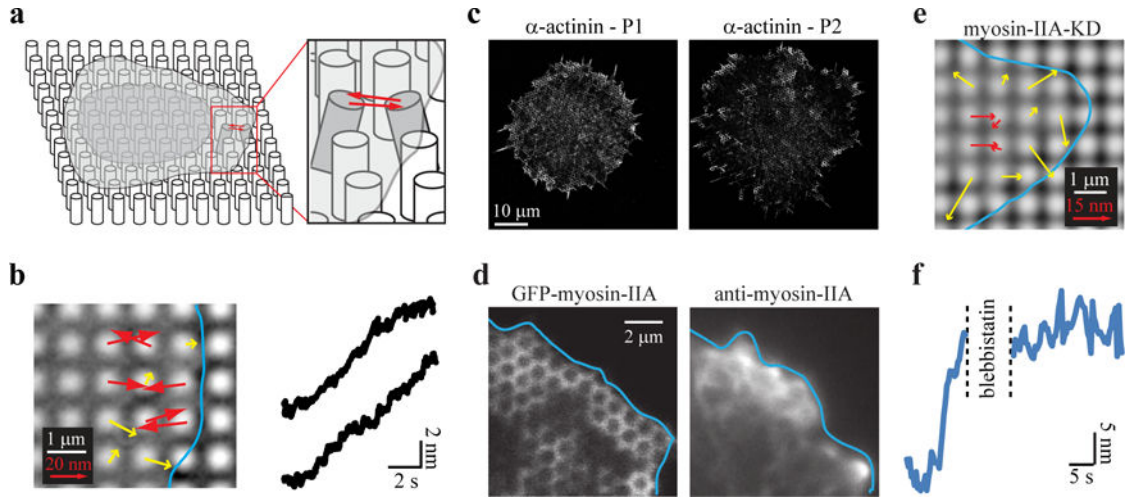 a
b
1 μm
20 nm
2 nm
2 s
c
α-actinin - P1
α-actinin - P2
10 μm
d
GFP-myosin-IIA
anti-myosin-IIA
2 μm
e
myosin-IIA-KD
1 μm
15 nm
f
blebbistatin
5 nm
5 s